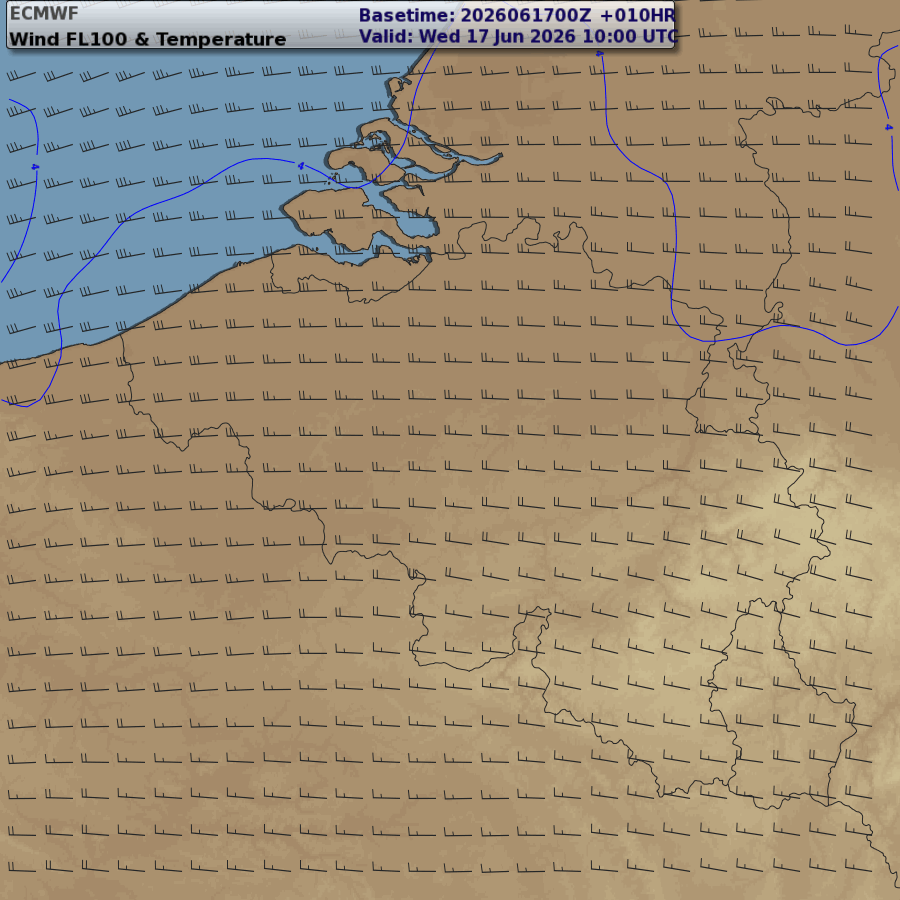 ECMWF
Basetime: 2026061700Z +010HR
Wind FL100 & Temperature
Valid: Wed 17 Jun 2026 10:00 UTC
4
4
4
4